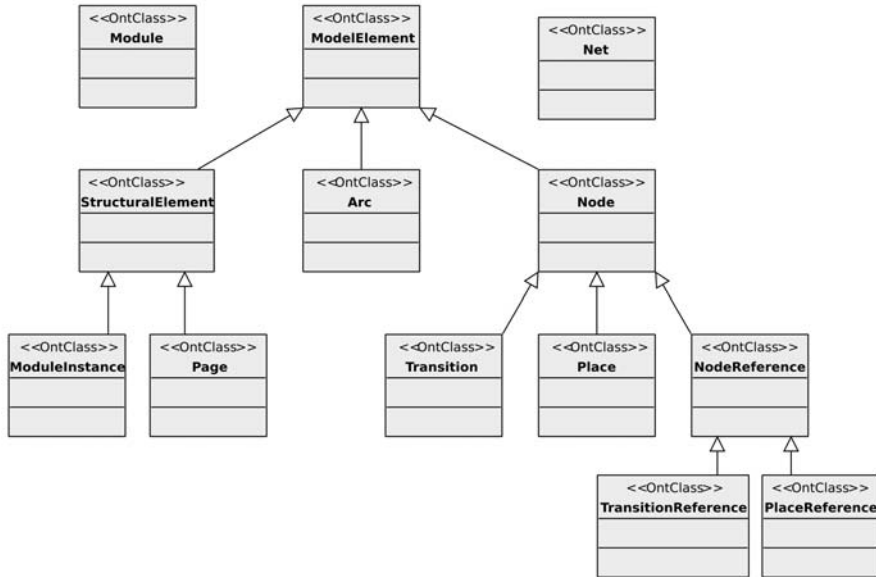 <<OntClass>>
Module
<<OntClass>>
ModelElement
<<OntClass>>
Net
<<OntClass>>
StructuralElement
<<OntClass>>
Arc
<<OntClass>>
Node
<<OntClass>>
ModuleInstance
<<OntClass>>
Page
<<OntClass>>
Transition
<<OntClass>>
Place
<<OntClass>>
NodeReference
<<OntClass>>
TransitionReference
<<OntClass>>
PlaceReference